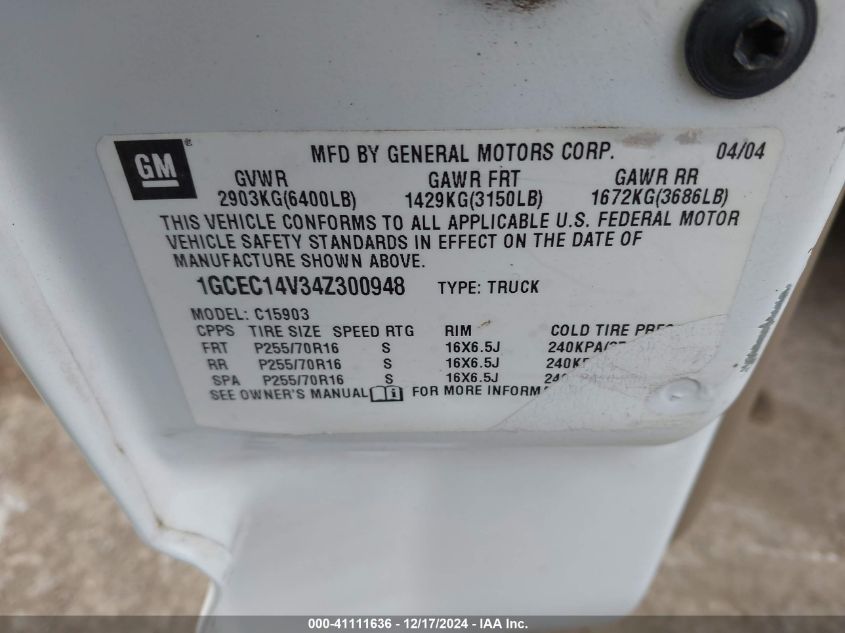 GM
MFD BY GENERAL MOTORS CORP. 04/04
GVWR GAWR FRT GAWR RR
2903KG(6400LB) 1429KG(3150LB) 1672KG(3686LB)
THIS VEHICLE CONFORMS TO ALL APPLICABLE U.S. FEDERAL MOTOR
VEHICLE SAFETY STANDARDS IN EFFECT ON THE DATE OF
MANUFACTURE SHOWN ABOVE.
1GCEC14V34Z300948 TYPE: TRUCK
MODEL: C15903
CPPS TIRE SIZE SPEED RTG RIM COLD TIRE
FRT P255/70R16 S 16X6.5J 240KPA
RR P255/70R16 S 16X6.5J
SPA P255/70R16 S 16X6.5J
SEE OWNER'S MANUAL FOR MORE
000-41111636 - 12/17/2024 - IAA Inc.